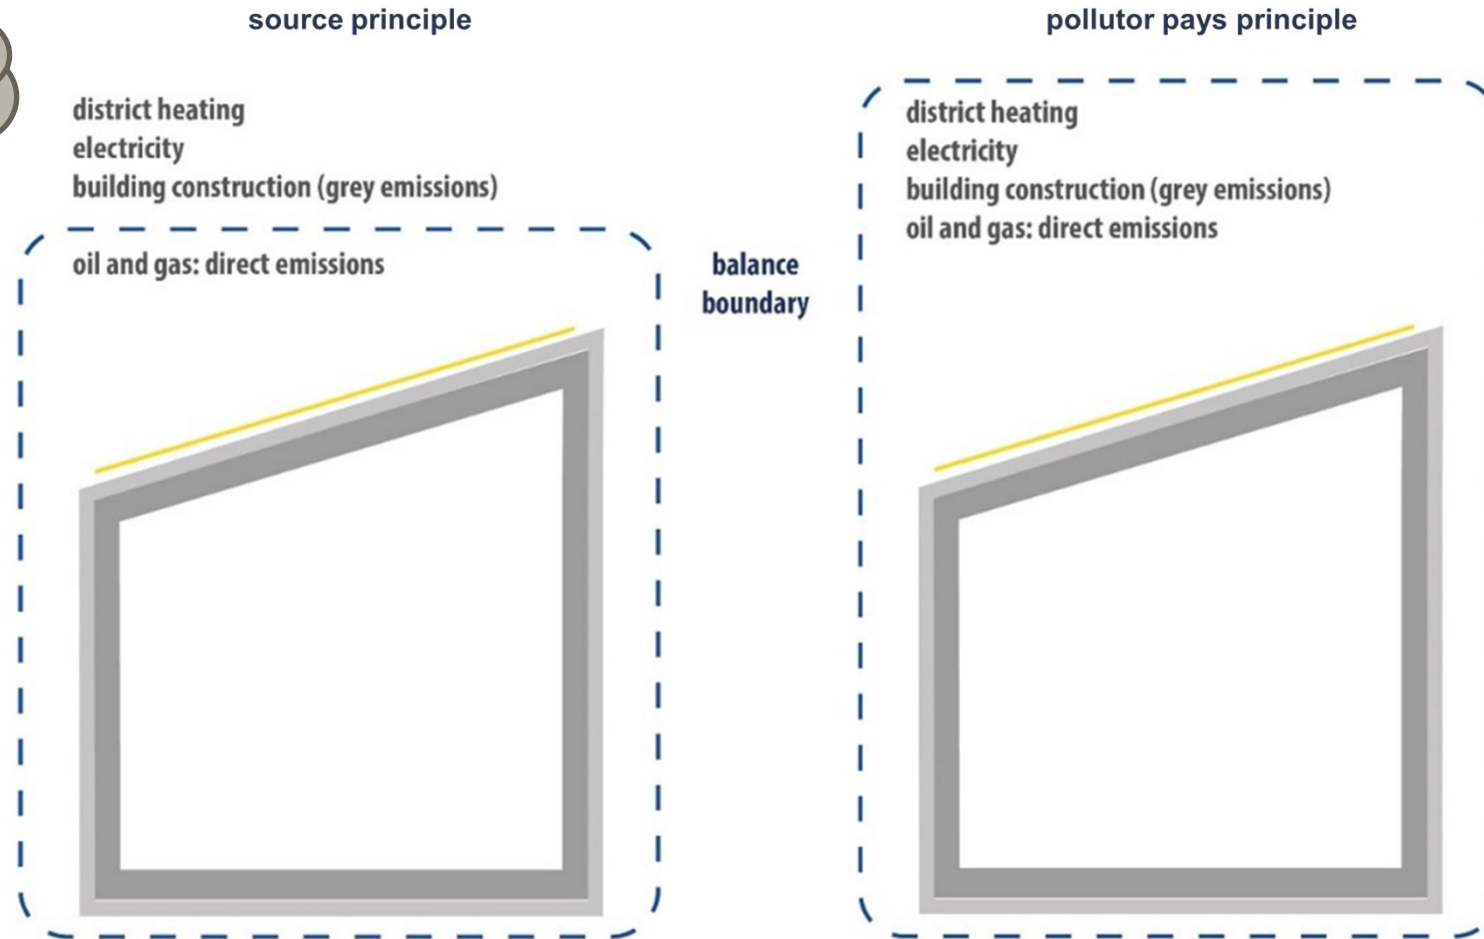 source principle
district heating
electricity
building construction (grey emissions)
oil and gas: direct emissions
balance
boundary
pollutor pays principle
district heating
electricity
building construction (grey emissions)
oil and gas: direct emissions